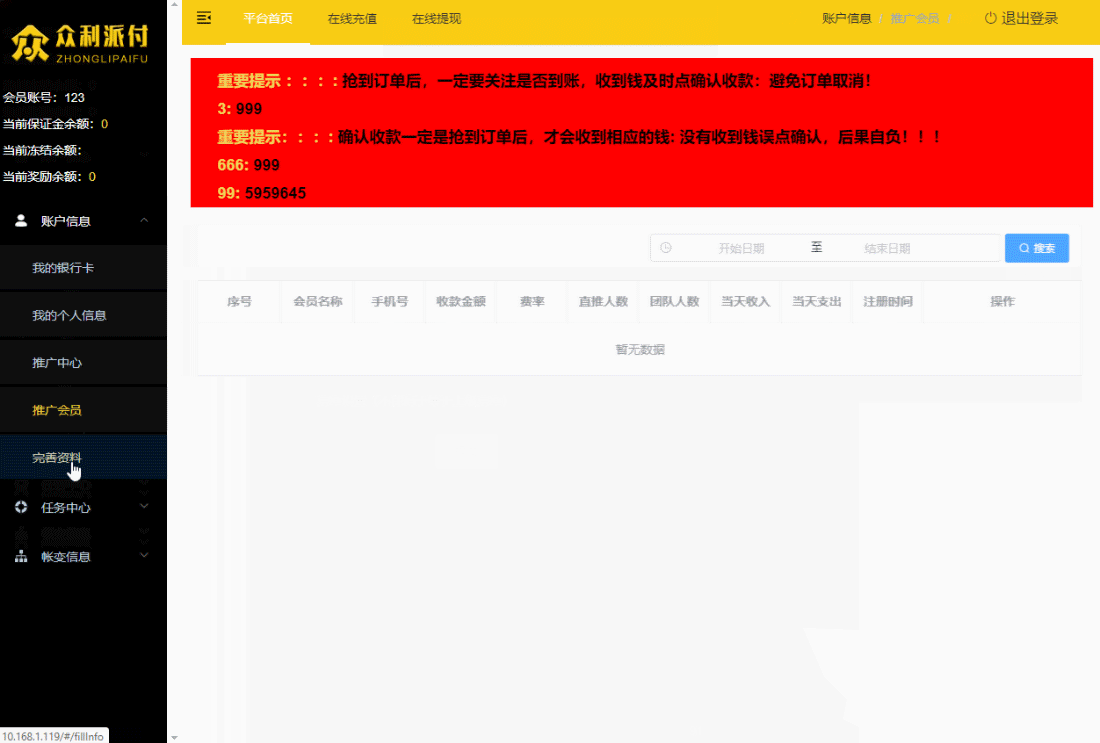 众利派付
ZHONGLIPAIFU
平台首页 在线充值 在线提现 账户信息 / 推广会员 / 退出登录
会员账号：123
当前保证金余额：0
当前冻结余额：
当前奖励余额：0
账户信息
我的银行卡
我的个人信息
推广中心
推广会员
完善资料
任务中心
帐变信息
重要提示：：：：抢到订单后，一定要关注是否到账，收到钱及时点确认收款：避免订单取消！
3: 999
重要提示：：：：确认收款一定是抢到订单后，才会收到相应的钱: 没有收到钱误点确认，后果自负！！！
666: 999
99: 5959645
开始日期 至 结束日期 搜索
序号 会员名称 手机号 收款金额 费率 直推人数 团队人数 当天收入 当天支出 注册时间 操作
暂无数据
10.168.1.119/#/fillInfo